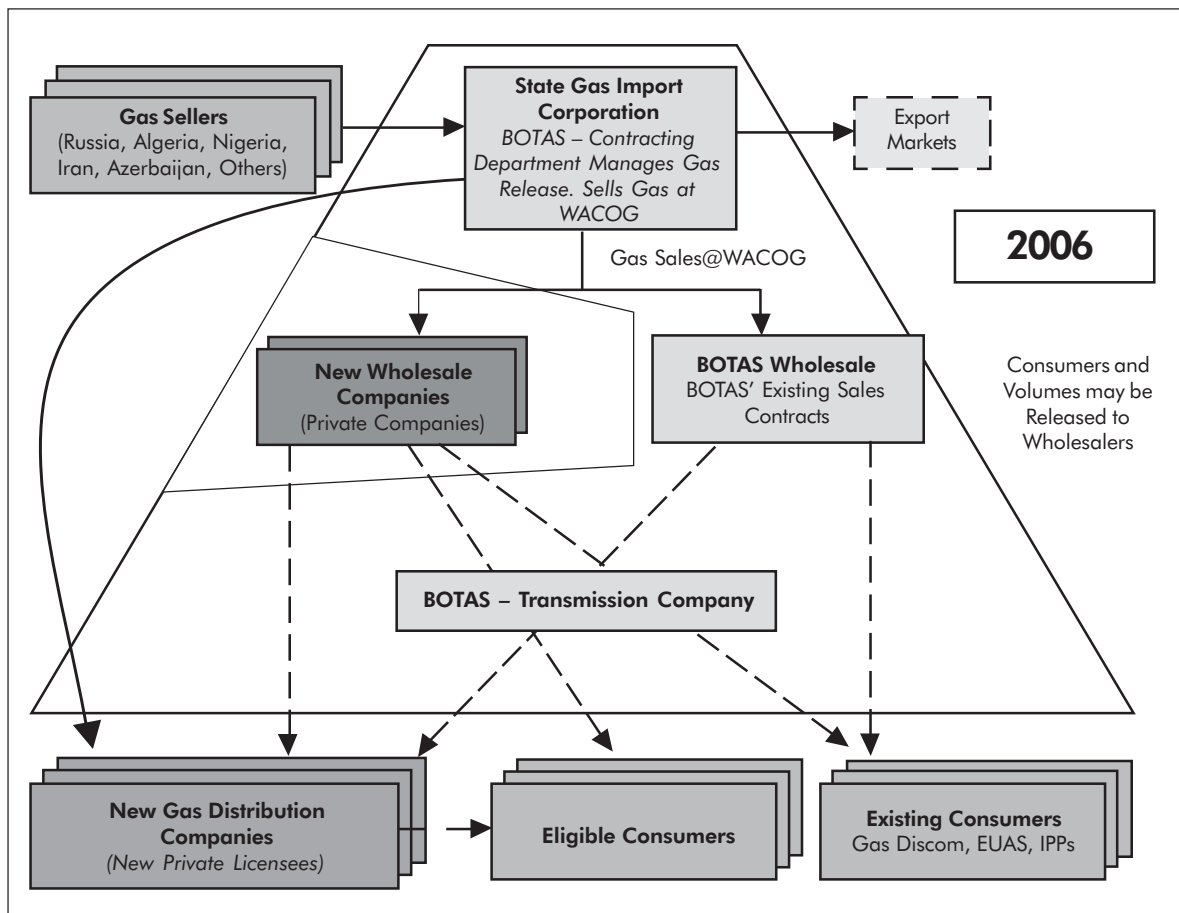 Gas Sellers
(Russia, Algeria, Nigeria,
Iran, Azerbaijan, Others)
State Gas Import
Corporation
BOTAS – Contracting
Department Manages Gas
Release. Sells Gas at
WACOG
Export
Markets
2006
Gas Sales@WACOG
New Wholesale
Companies
(Private Companies)
BOTAS Wholesale
BOTAS’ Existing Sales
Contracts
Consumers and
Volumes may be
Released to
Wholesalers
BOTAS – Transmission Company
New Gas Distribution
Companies
(New Private Licensees)
Eligible Consumers
Existing Consumers
Gas Discom, EUAS, IPPs